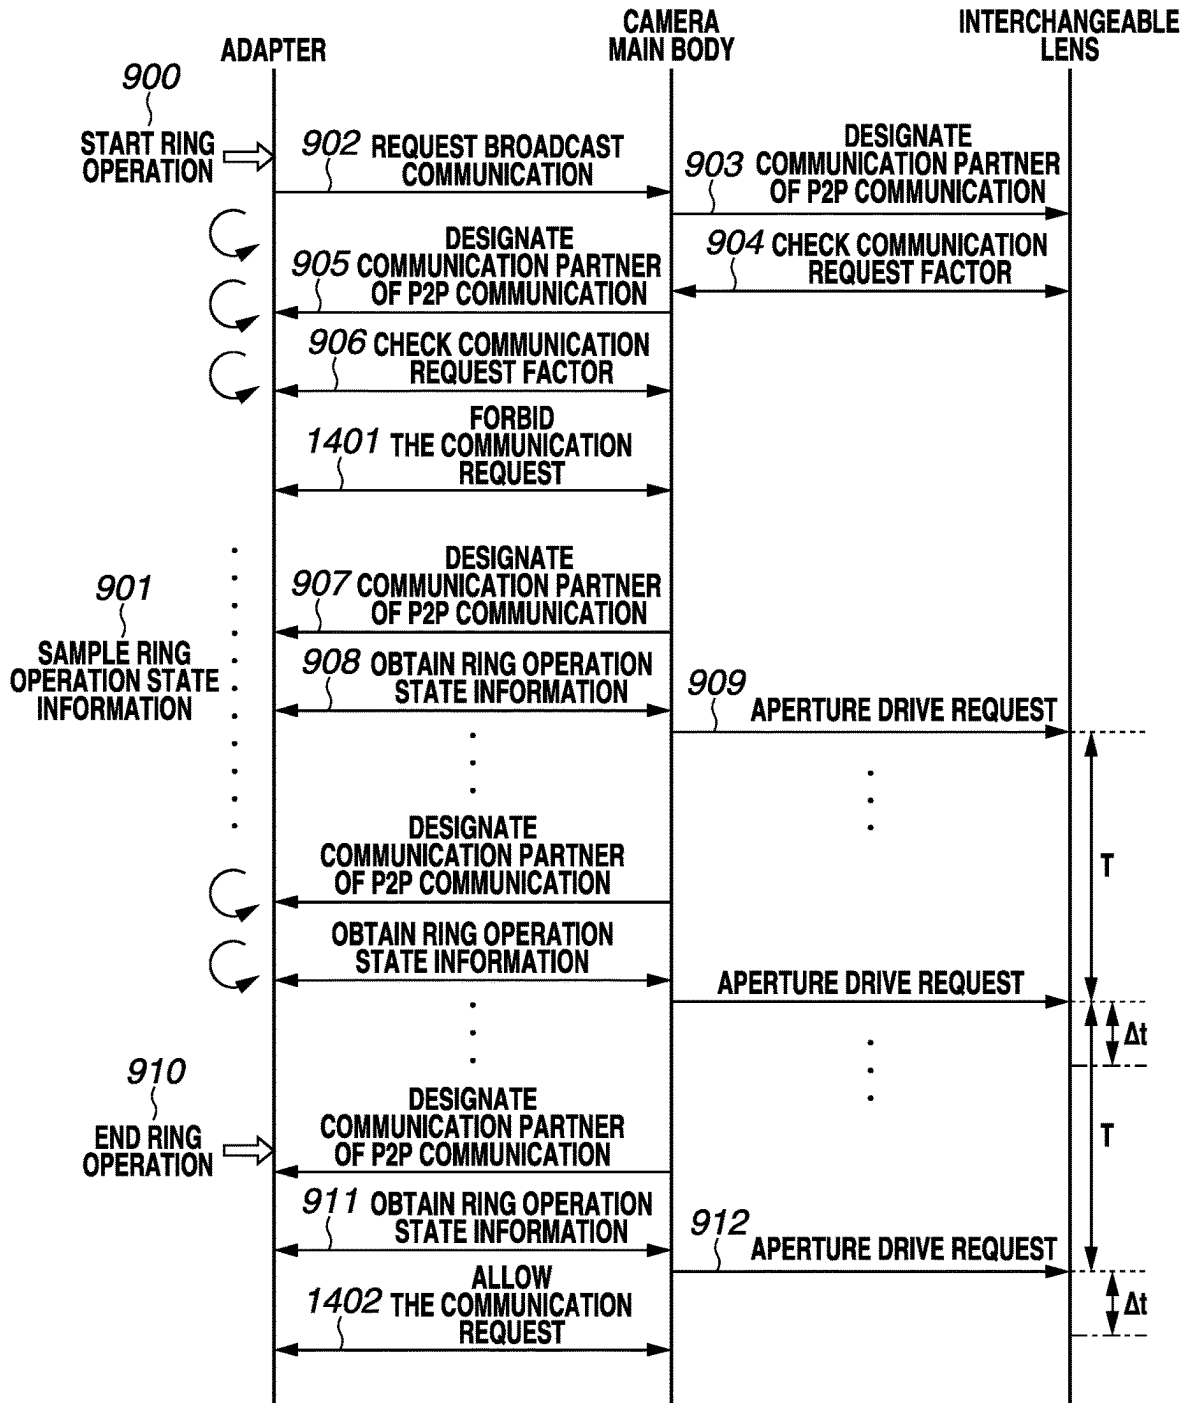 ADAPTER
CAMERA
MAIN BODY
INTERCHANGEABLE
LENS
900
START RING
OPERATION
902 REQUEST BROADCAST
COMMUNICATION
903
DESIGNATE
COMMUNICATION PARTNER
OF P2P COMMUNICATION
904 CHECK COMMUNICATION
REQUEST FACTOR
905
DESIGNATE
COMMUNICATION PARTNER
OF P2P COMMUNICATION
906 CHECK COMMUNICATION
REQUEST FACTOR
1401
FORBID
THE COMMUNICATION
REQUEST
901
SAMPLE RING
OPERATION STATE
INFORMATION
907
DESIGNATE
COMMUNICATION PARTNER
OF P2P COMMUNICATION
908 OBTAIN RING OPERATION
STATE INFORMATION
909
APERTURE DRIVE REQUEST
T
DESIGNATE
COMMUNICATION PARTNER
OF P2P COMMUNICATION
OBTAIN RING OPERATION
STATE INFORMATION
APERTURE DRIVE REQUEST
Δt
T
910
END RING
OPERATION
DESIGNATE
COMMUNICATION PARTNER
OF P2P COMMUNICATION
911 OBTAIN RING OPERATION
STATE INFORMATION
912 APERTURE DRIVE REQUEST
Δt
1402
ALLOW
THE COMMUNICATION
REQUEST